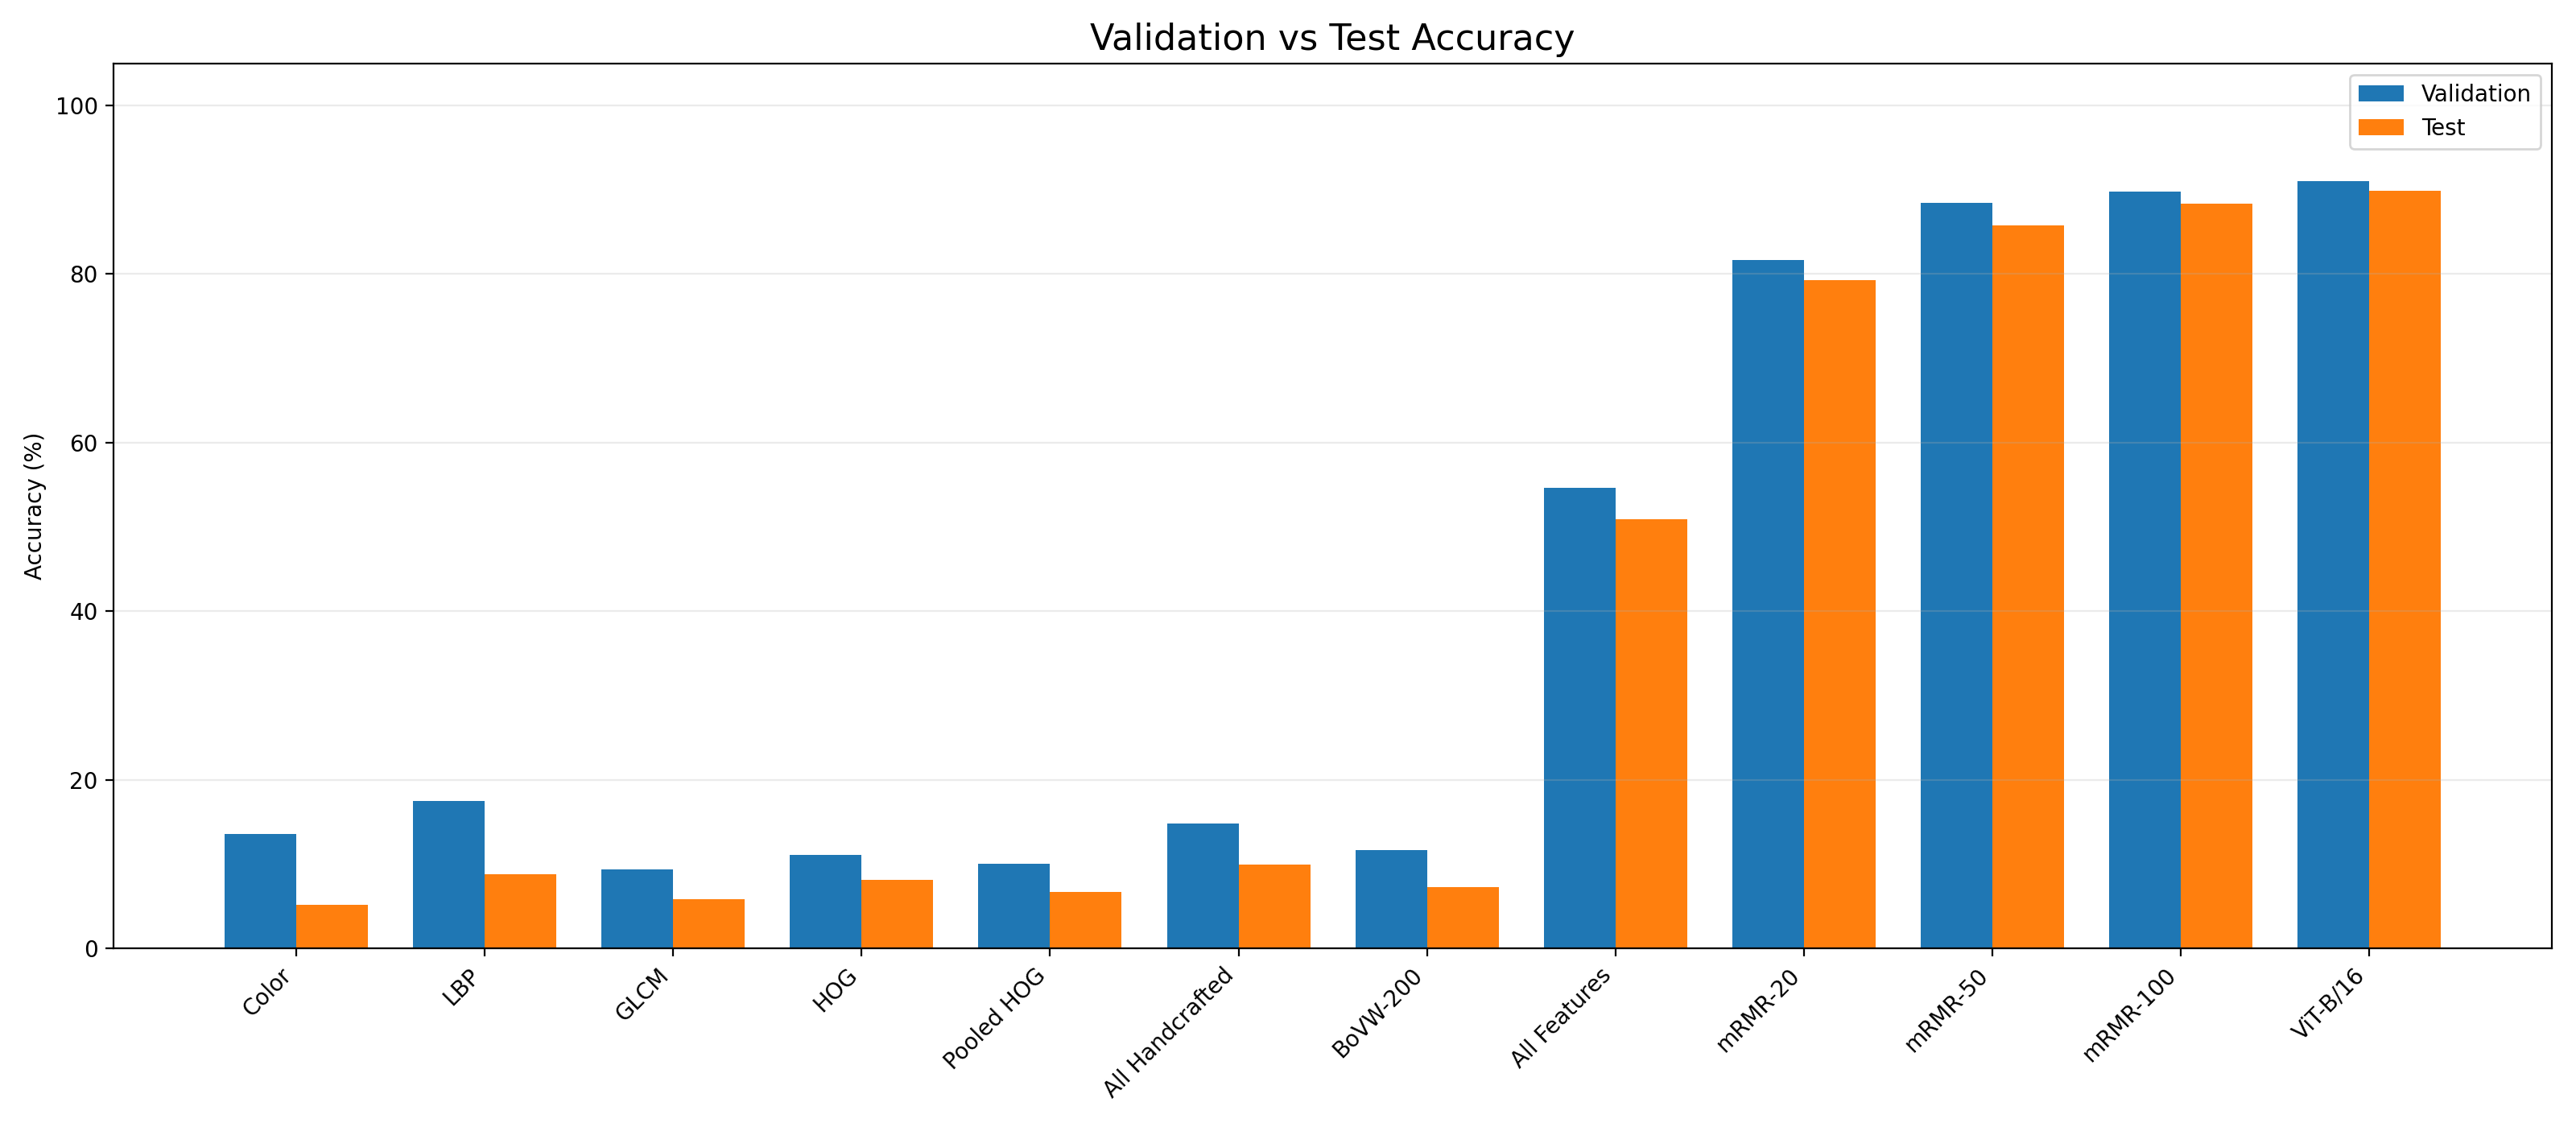 Validation vs Test Accuracy
Validation
Test
Accuracy (%)
100
80
60
40
20
0
Color
LBP
GLCM
HOG
Pooled HOG
All Handcrafted
BoVW-200
All Features
mRMR-20
mRMR-50
mRMR-100
ViT-B/16